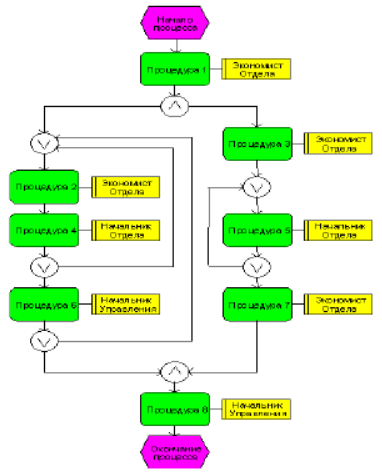 Начало
процесса
Процедура 1
Экономист
Отдела
Процедура 3
Экономист
Отдела
Процедура 2
Экономист
Отдела
Процедура 4
Начальник
Отдела
Процедура 5
Начальник
Отдела
Процедура 6
Начальник
Управления
Процедура 7
Экономист
Отдела
Процедура 8
Начальник
Управления
Окончание
процесса